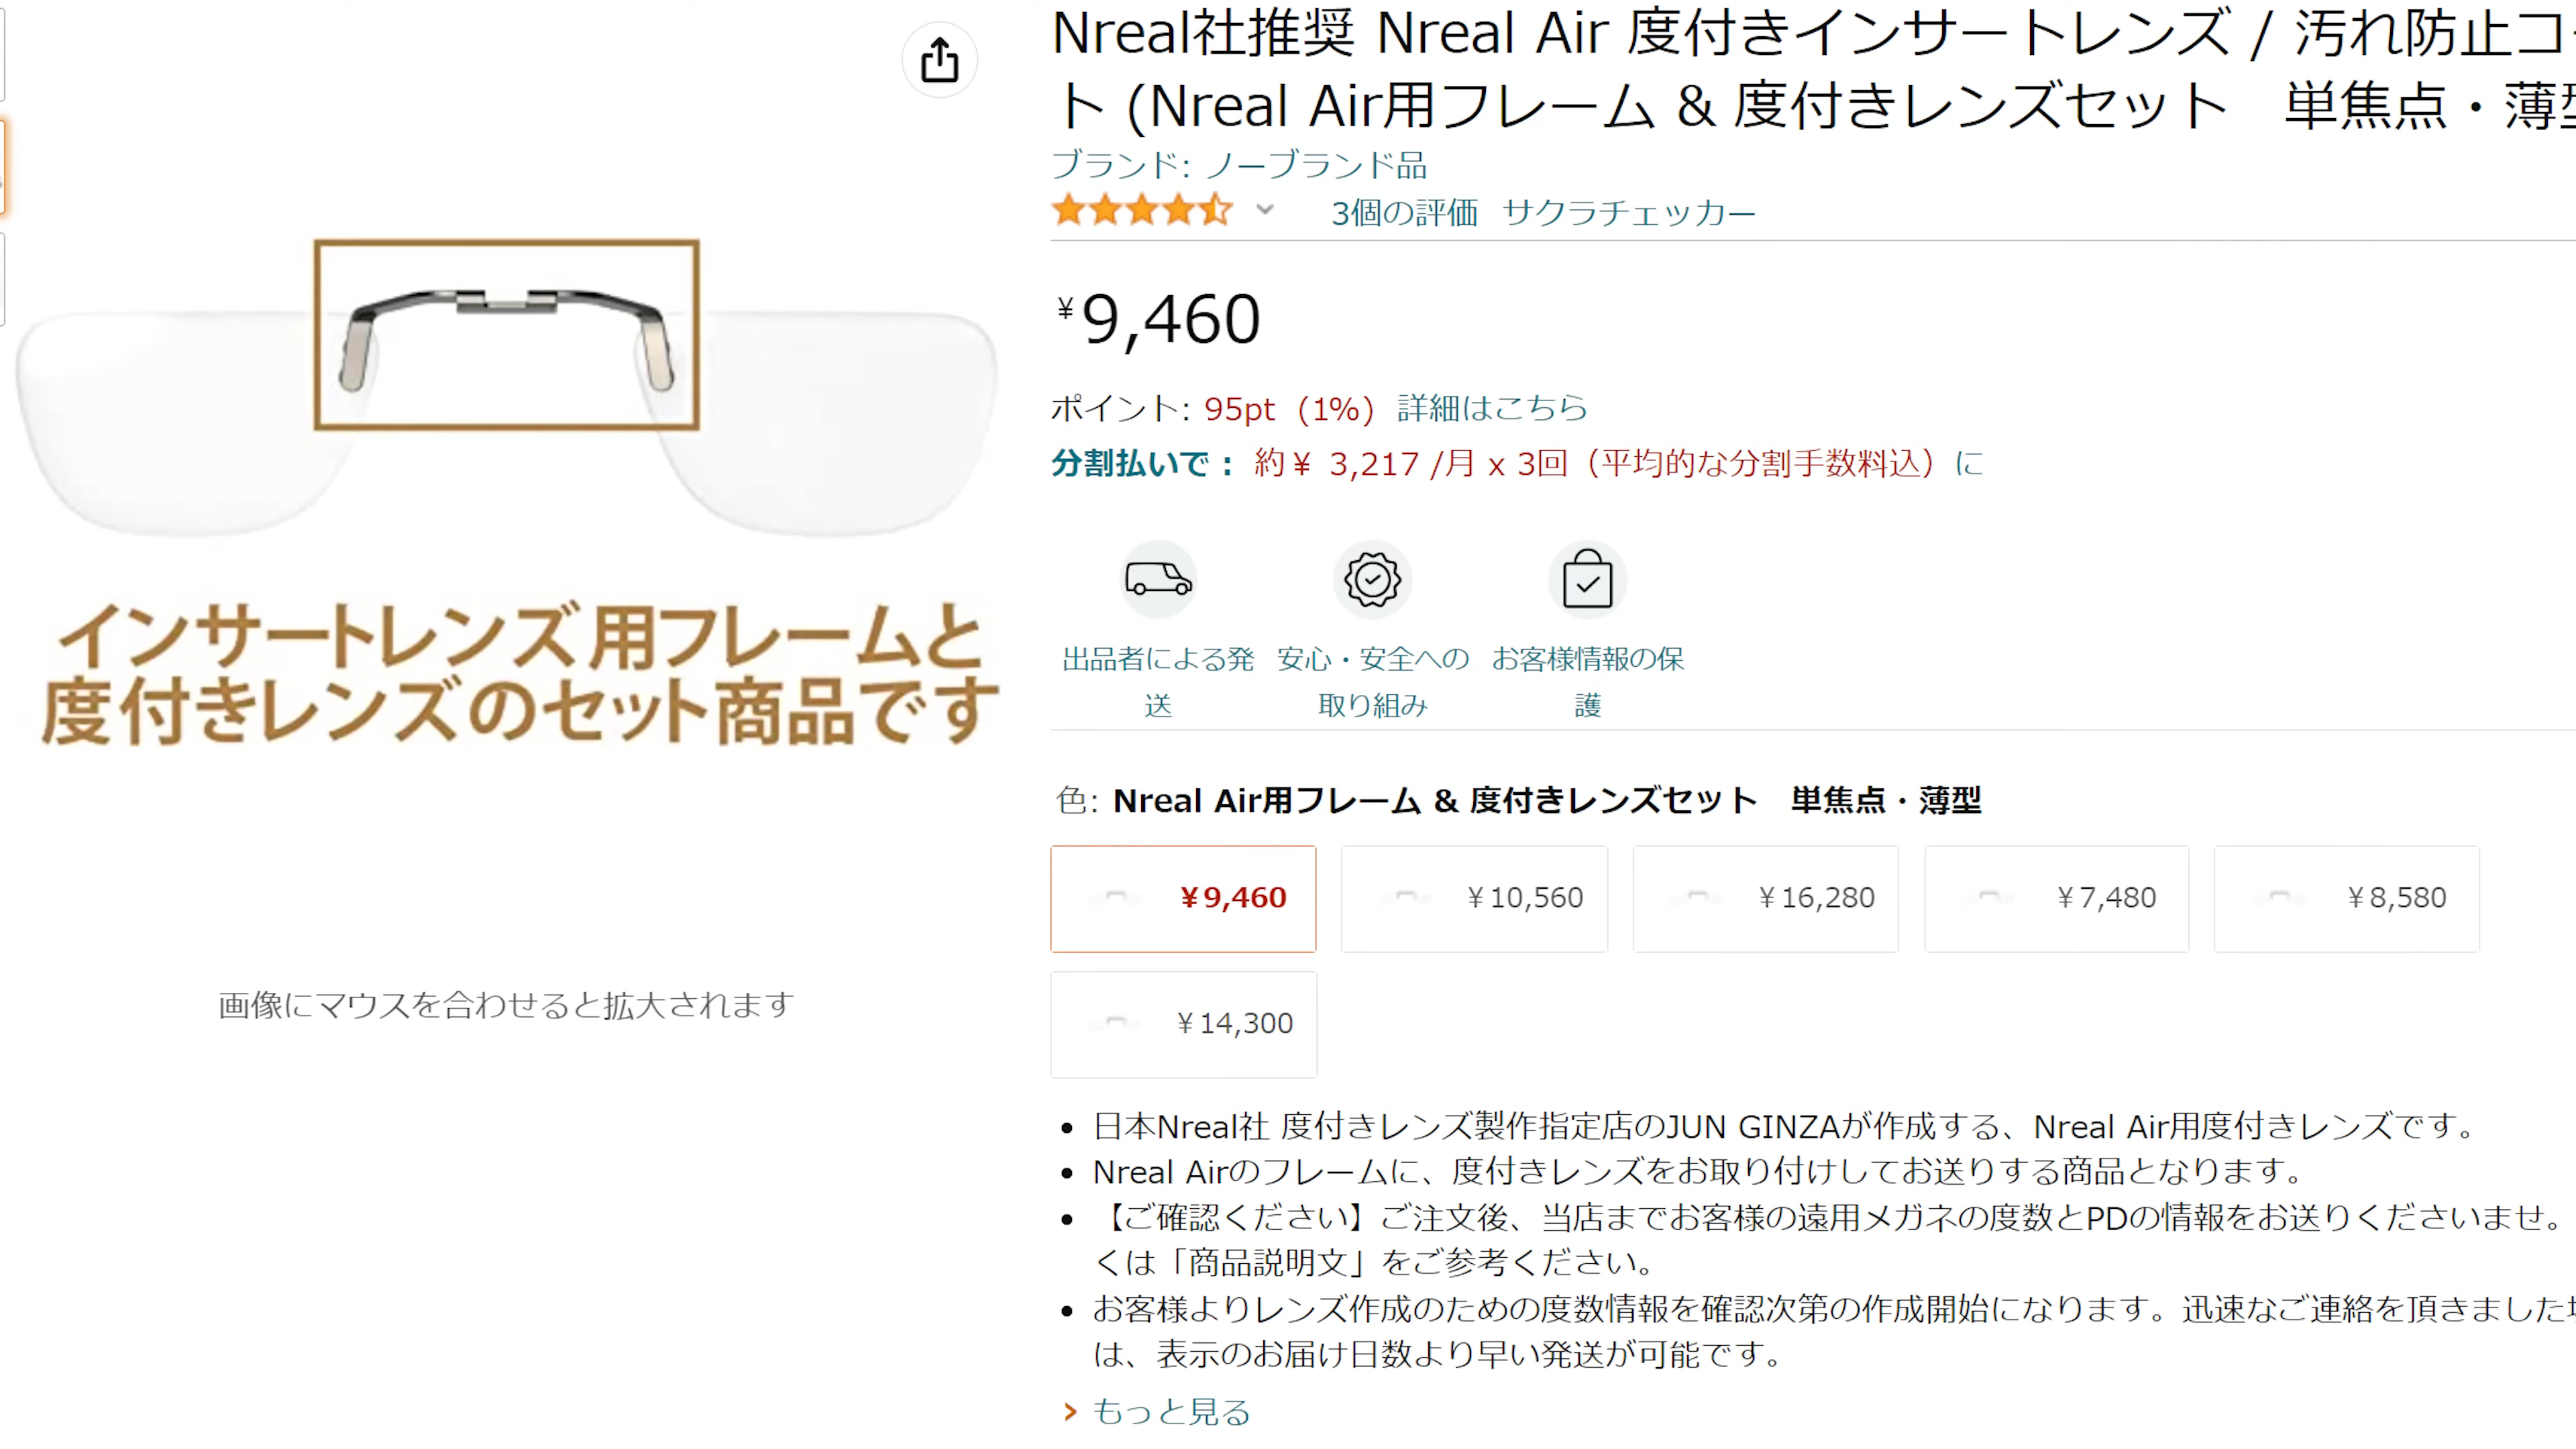 Nreal社推奨 Nreal Air 度付きインサートレンズ / 汚れ防止コー
ト (Nreal Air用フレーム & 度付きレンズセット　単焦点・薄型
ブランド: ノーブランド品
3個の評価 サクラチェッカー
¥9,460
ポイント: 95pt (1%) 詳細はこちら
分割払いで： 約¥ 3,217 /月 x 3回（平均的な分割手数料込）に
出品者による発送
安心・安全への取り組み
お客様情報の保護
インサートレンズ用フレームと
度付きレンズのセット商品です
画像にマウスを合わせると拡大されます
色: Nreal Air用フレーム & 度付きレンズセット　単焦点・薄型
¥9,460 ¥10,560 ¥16,280 ¥7,480 ¥8,580
¥14,300
• 日本Nreal社 度付きレンズ製作指定店のJUN GINZAが作成する、Nreal Air用度付きレンズです。
• Nreal Airのフレームに、度付きレンズをお取り付けしてお送りする商品となります。
• 【ご確認ください】ご注文後、当店までお客様の遠用メガネの度数とPDの情報をお送りくださいませ。
くは「商品説明文」をご参考ください。
• お客様よりレンズ作成のための度数情報を確認次第の作成開始になります。迅速なご連絡を頂きました
は、表示のお届け日数より早い発送が可能です。
› もっと見る